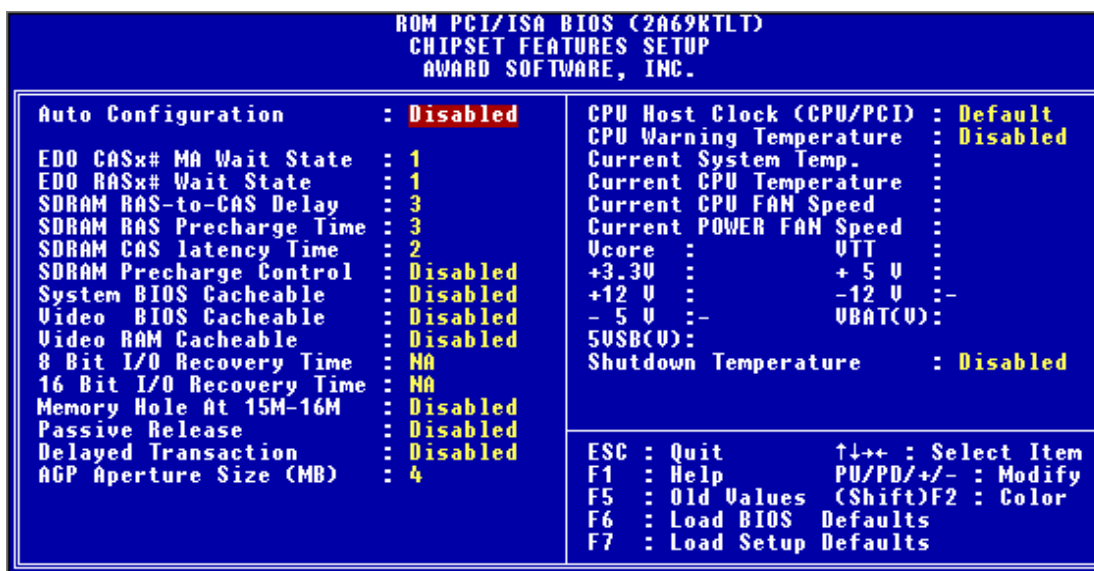 ROM PCI/ISA BIOS (2A69KTLT)
CHIPSET FEATURES SETUP
AWARD SOFTWARE, INC.
Auto Configuration : Disabled
EDO CASx# MA Wait State : 1
EDO RASx# Wait State : 1
SDRAM RAS-to-CAS Delay : 3
SDRAM RAS Precharge Time : 3
SDRAM CAS latency Time : 2
SDRAM Precharge Control : Disabled
System BIOS Cacheable : Disabled
Video BIOS Cacheable : Disabled
Video RAM Cacheable : Disabled
8 Bit I/O Recovery Time : NA
16 Bit I/O Recovery Time : NA
Memory Hole At 15M-16M : Disabled
Passive Release : Disabled
Delayed Transaction : Disabled
AGP Aperture Size (MB) : 4
CPU Host Clock (CPU/PCI) : Default
CPU Warning Temperature : Disabled
Current System Temp. :
Current CPU Temperature :
Current CPU FAN Speed :
Current POWER FAN Speed :
Vcore : VTT :
+3.3V : + 5 V :
+12 V : -12 V :-
- 5 V :- VBAT(V):
5VSB(V):
Shutdown Temperature : Disabled
ESC : Quit ↑↓→← : Select Item
F1 : Help PU/PD/+/- : Modify
F5 : Old Values (Shift)F2 : Color
F6 : Load BIOS Defaults
F7 : Load Setup Defaults